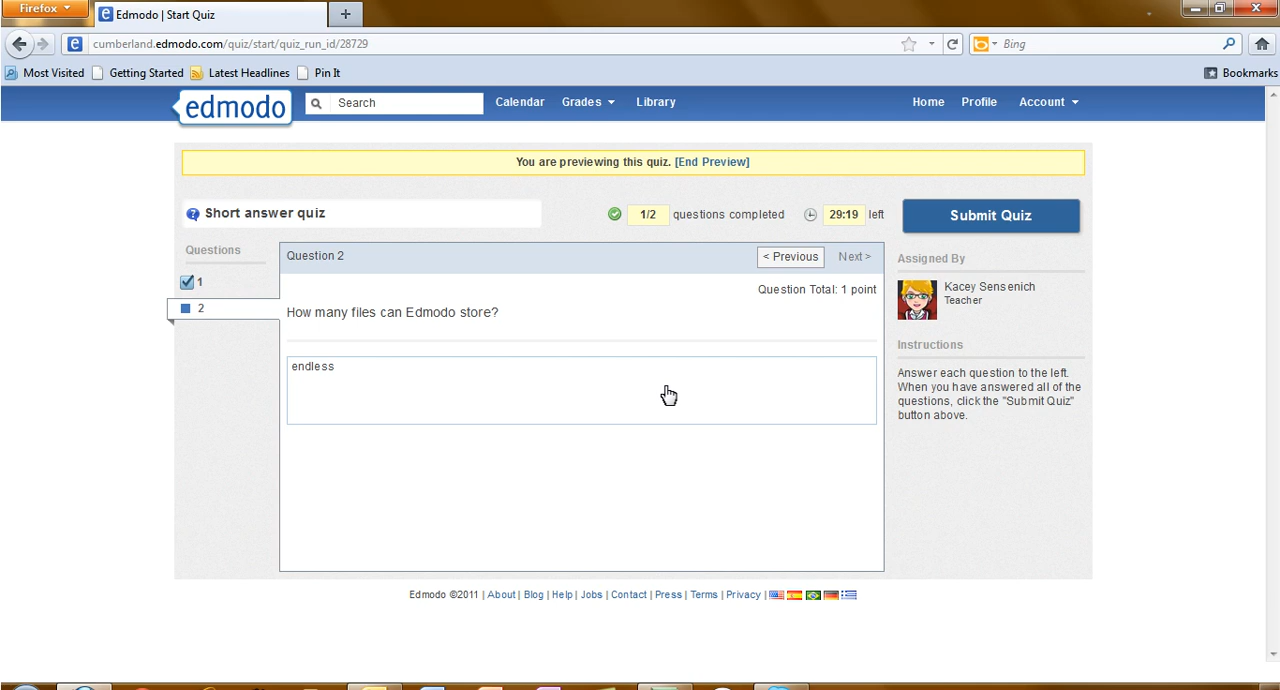 Firefox
Edmodo | Start Quiz
cumberland.edmodo.com/quiz/start/quiz_run_id/28729
Bing
Most Visited
Getting Started
Latest Headlines
Pin It
Bookmarks
edmodo
Search
Calendar
Grades
Library
Home
Profile
Account
You are previewing this quiz. [End Preview]
Short answer quiz
1/2 questions completed
29:19 left
Submit Quiz
Questions
1
2
Question 2
< Previous
Next >
Question Total: 1 point
How many files can Edmodo store?
endless
Assigned By
Kacey Sensenich
Teacher
Instructions
Answer each question to the left.
When you have answered all of the
questions, click the "Submit Quiz"
button above.
Edmodo ©2011 | About | Blog | Help | Jobs | Contact | Press | Terms | Privacy |